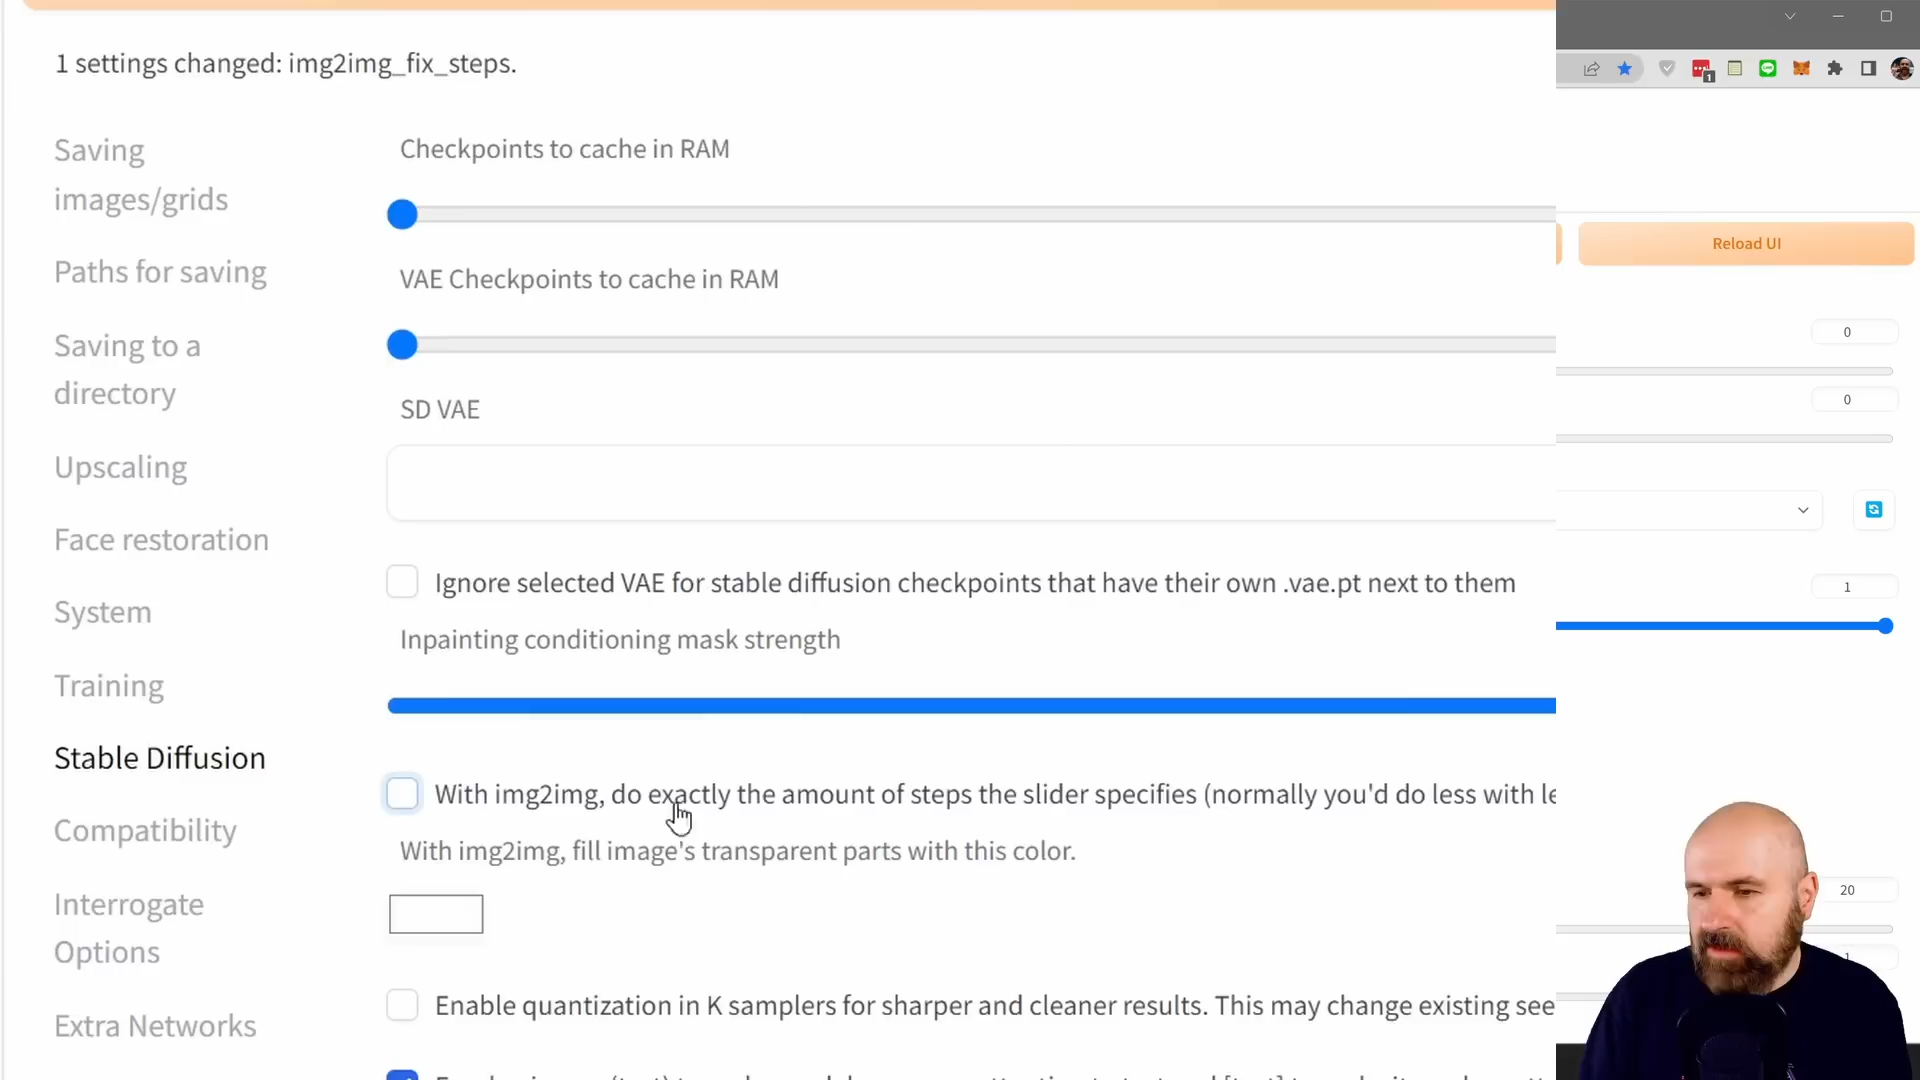 1 settings changed: img2img_fix_steps.
Saving
images/grids
Paths for saving
Saving to a
directory
Upscaling
Face restoration
System
Training
Stable Diffusion
Compatibility
Interrogate
Options
Extra Networks
Checkpoints to cache in RAM
VAE Checkpoints to cache in RAM
SD VAE
Ignore selected VAE for stable diffusion checkpoints that have their own .vae.pt next to them
Inpainting conditioning mask strength
With img2img, do exactly the amount of steps the slider specifies (normally you'd do less with
With img2img, fill image's transparent parts with this color.
Enable quantization in K samplers for sharper and cleaner results. This may change existing
1
Reload UI
0
0
1
20
1